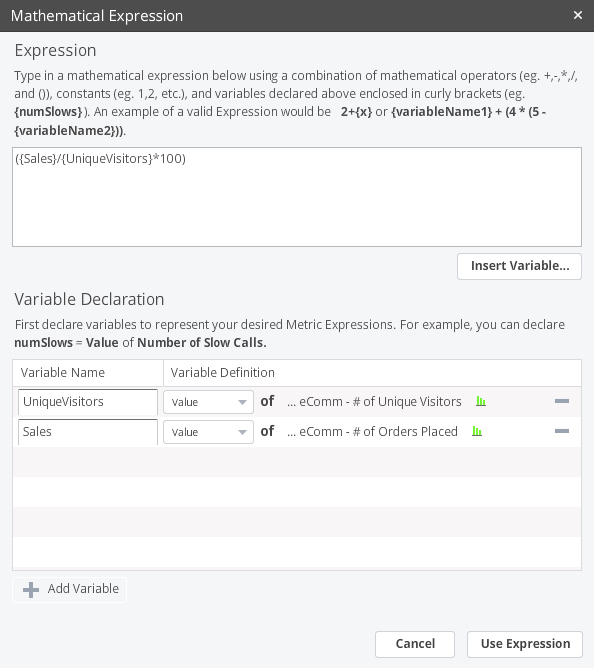 Mathematical Expression ×
Expression
Type in a mathematical expression below using a combination of mathematical operators (eg. +,-,*,/,
and ()), constants (eg. 1,2, etc.), and variables declared above enclosed in curly brackets (eg.
{numSlows}). An example of a valid Expression would be 2+{x} or {variableName1} + (4 * (5 -
{variableName2})).
({Sales}/{UniqueVisitors}*100)
Insert Variable...
Variable Declaration
First declare variables to represent your desired Metric Expressions. For example, you can declare
numSlows = Value of Number of Slow Calls.
Variable Name Variable Definition
UniqueVisitors Value of ... eComm - # of Unique Visitors
Sales Value of ... eComm - # of Orders Placed
Add Variable
Cancel Use Expression